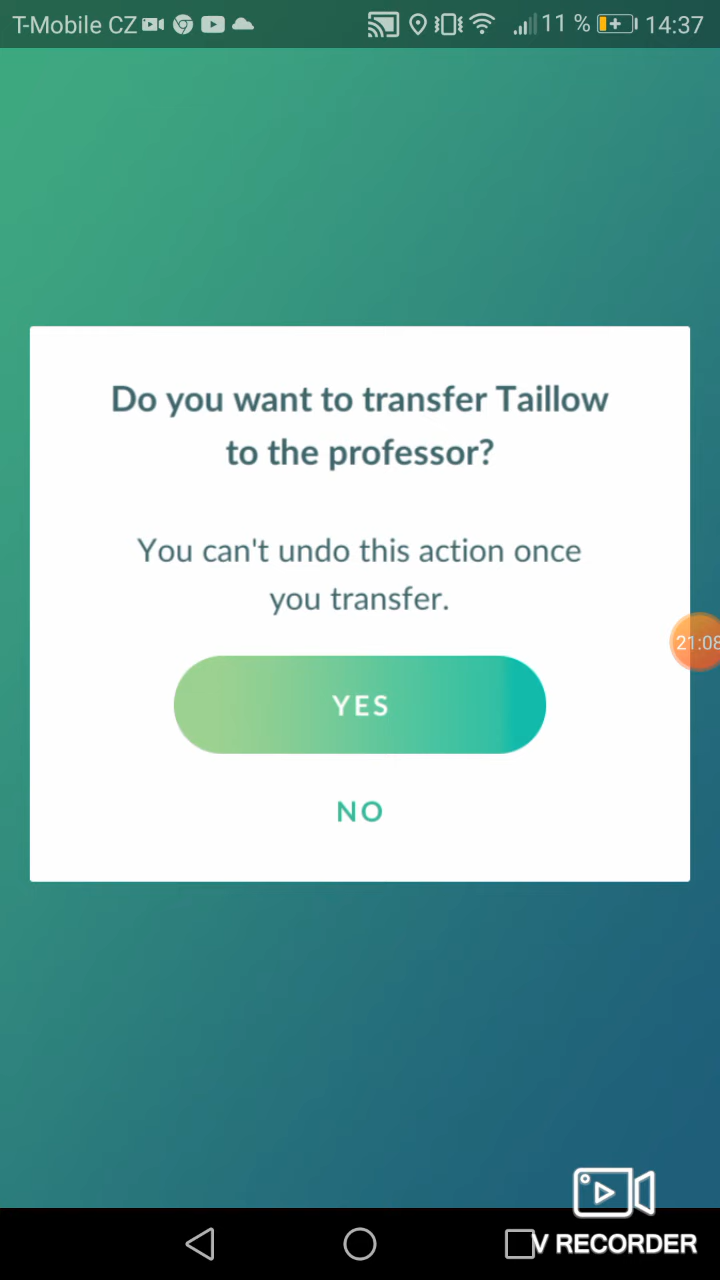 T-Mobile CZ 11 % 14:37
Do you want to transfer Taillow
to the professor?
You can't undo this action once
you transfer.
21:08
YES
NO
V RECORDER